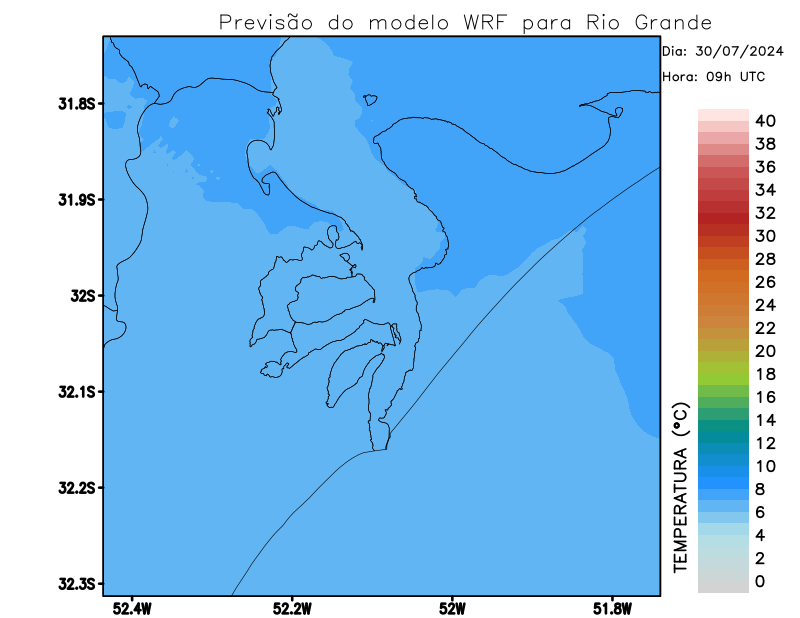 Previsão do modelo WRF para Rio Grande
Dia: 30/07/2024
Hora: 09h UTC
31.8S
31.9S
32S
32.1S
32.2S
32.3S
52.4W
52.2W
52W
51.8W
TEMPERATURA (°C)
40
38
36
34
32
30
28
26
24
22
20
18
16
14
12
10
8
6
4
2
0